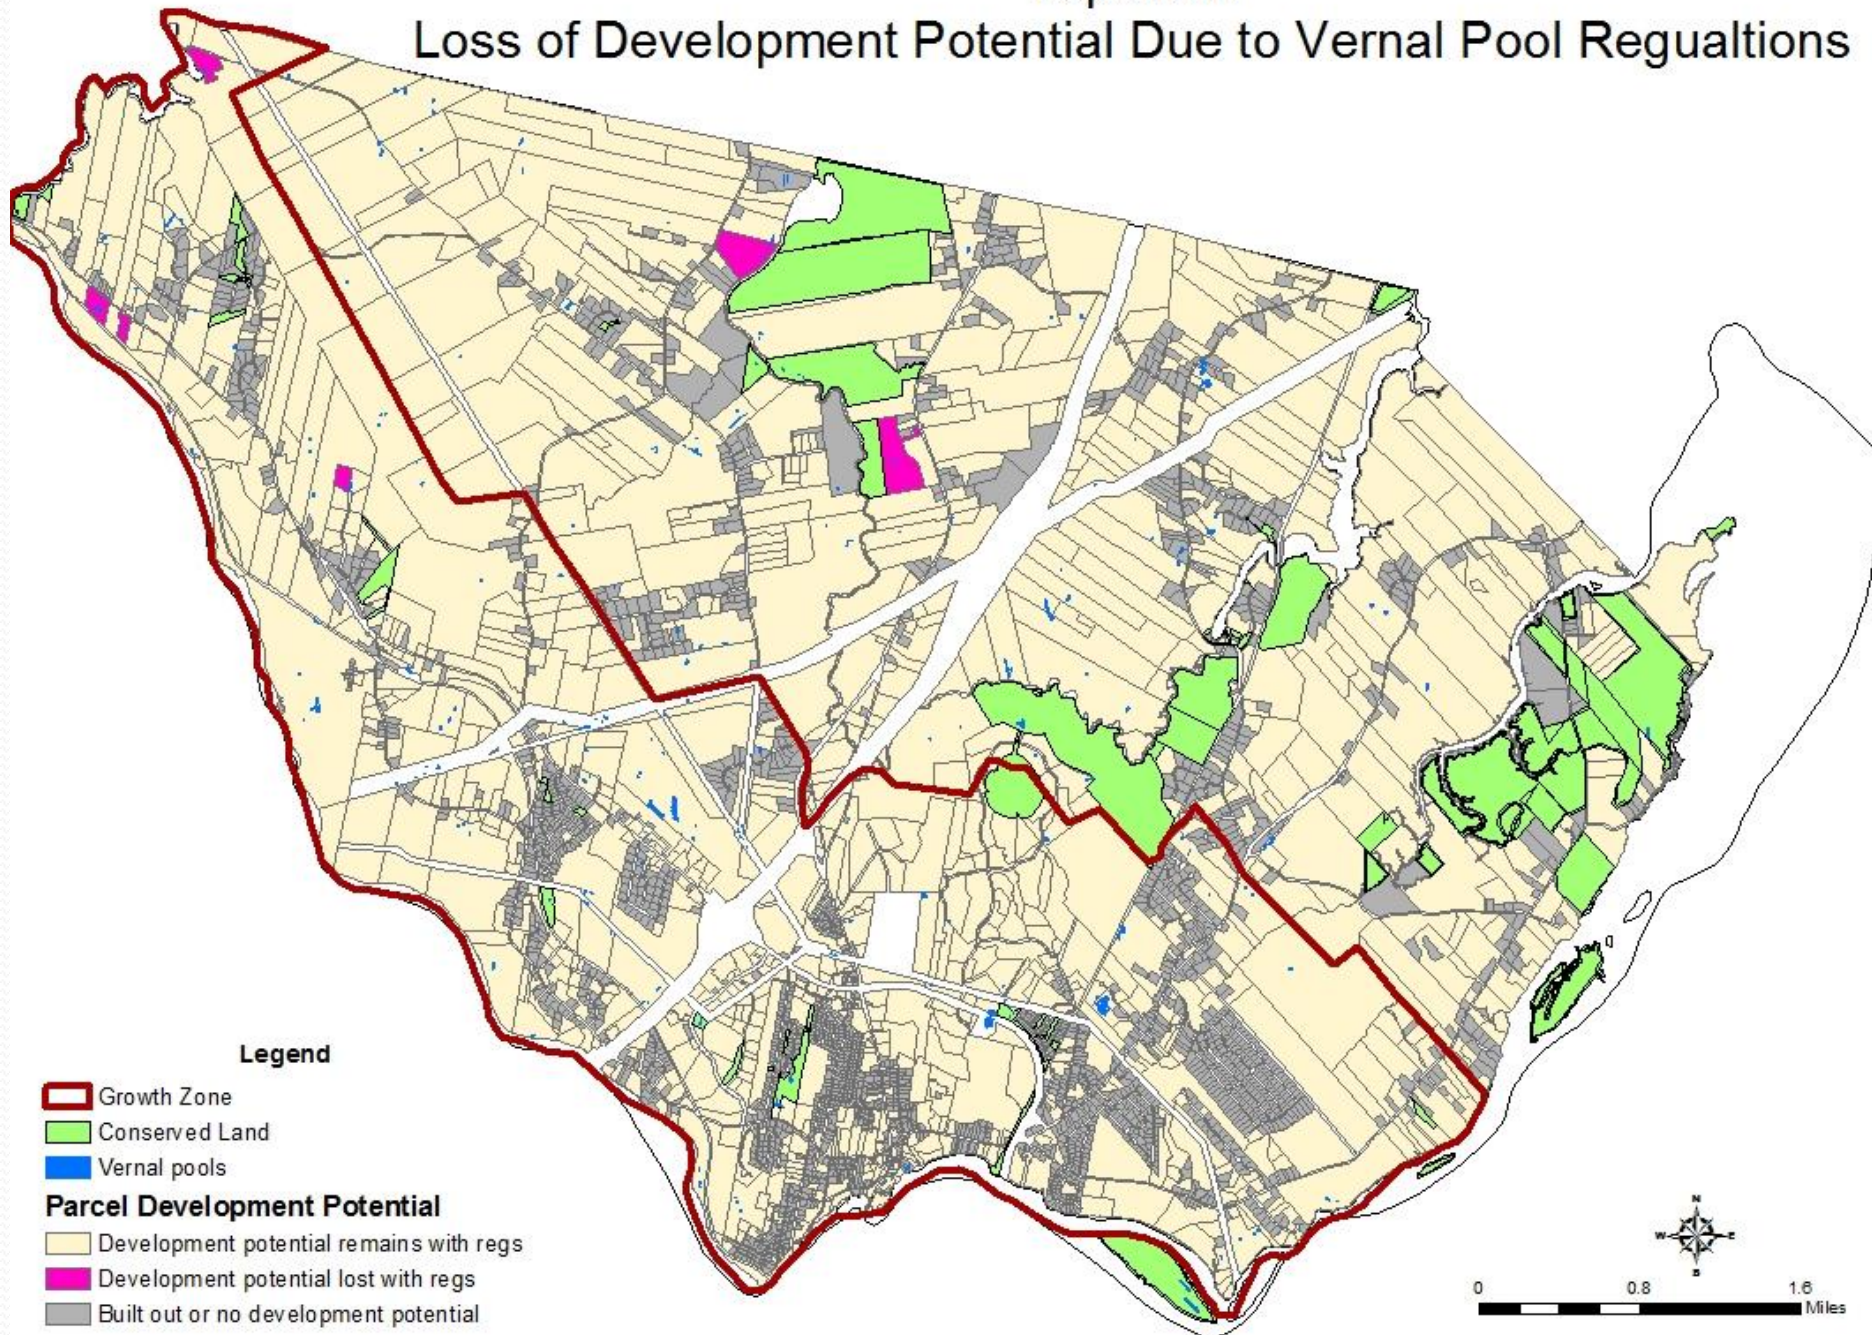 Loss of Development Potential Due to Vernal Pool Regualtions
Legend
Growth Zone
Conserved Land
Vernal pools
Parcel Development Potential
Development potential remains with regs
Development potential lost with regs
Built out or no development potential
N
W E
S
0 0.8 1.6
Miles